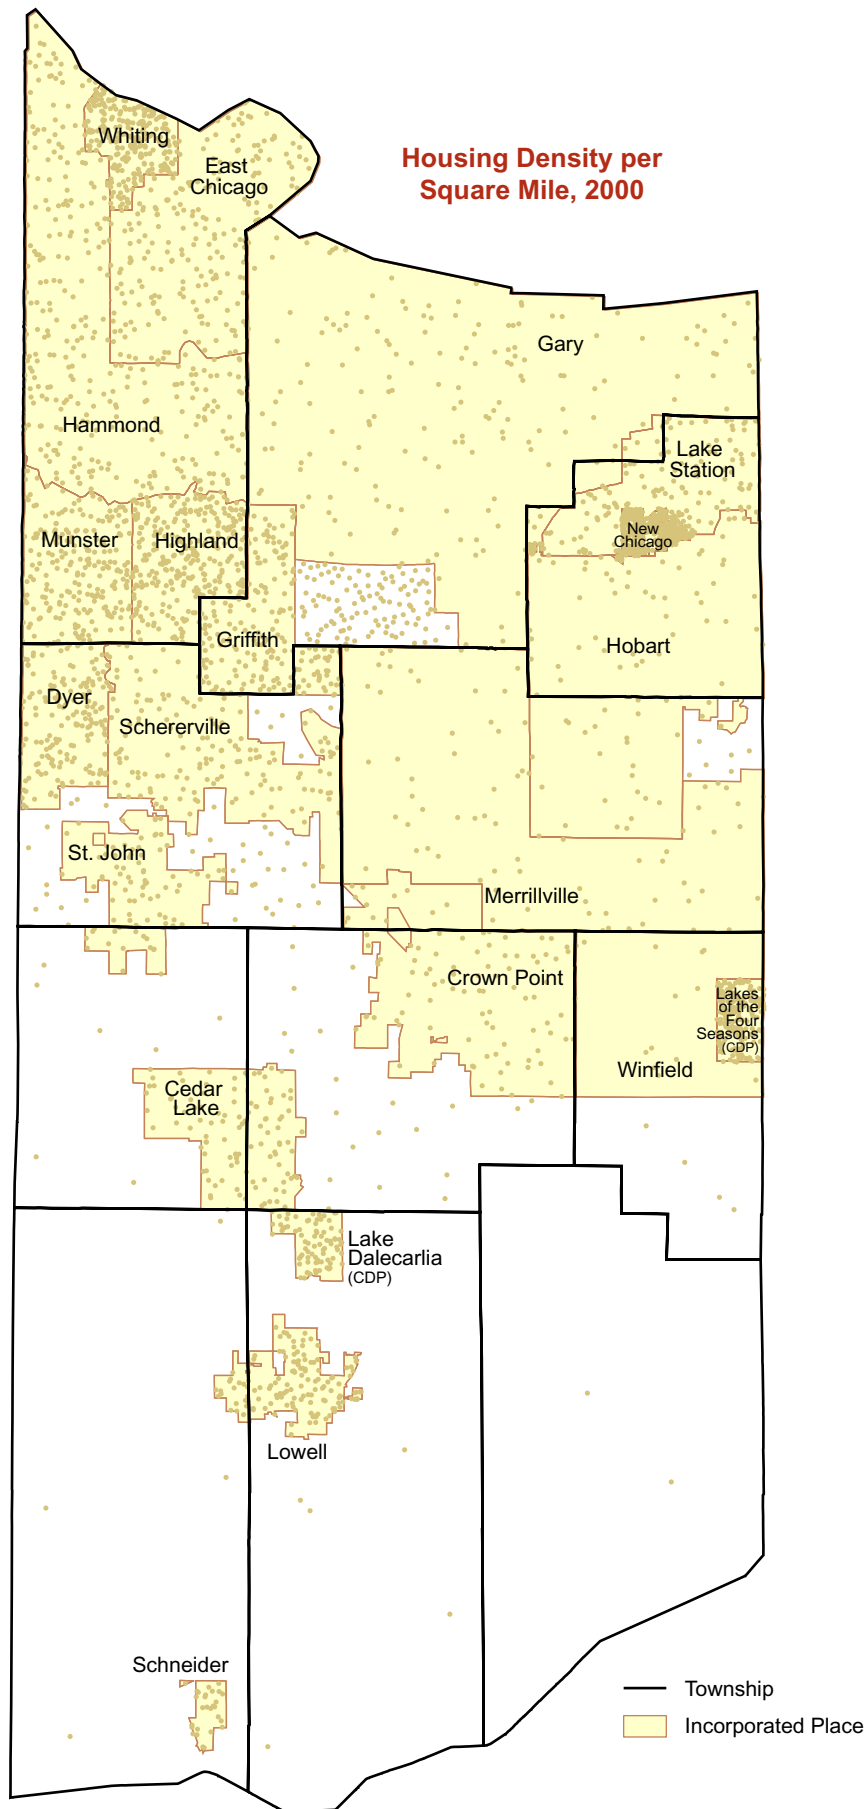 Housing Density per
Square Mile, 2000
Whiting
East
Chicago
Gary
Hammond
Lake
Station
New
Chicago
Munster
Highland
Griffith
Hobart
Dyer
Schererville
St. John
Merrillville
Crown Point
Lakes
of the
Four
Seasons
(CDP)
Winfield
Cedar
Lake
Lake
Dalecarlia
(CDP)
Lowell
Schneider
Township
Incorporated Place